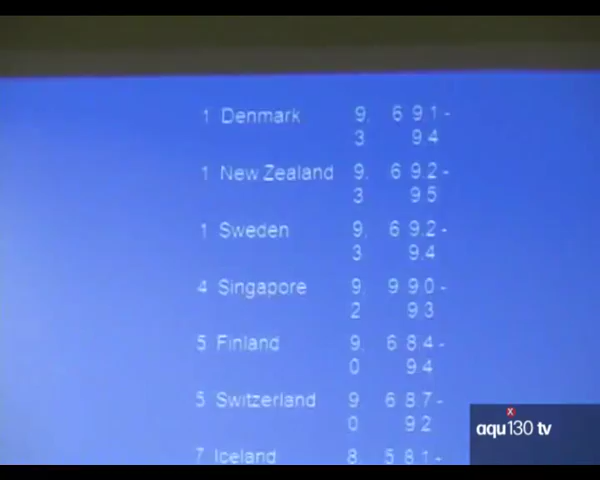 1 Denmark 9. 6 9.1-
3 9.4
1 New Zealand 9. 6 9.2-
3 9.5
1 Sweden 9. 6 9.2-
3 9.4
4 Singapore 9. 9 9.0-
2 9.3
5 Finland 9. 6 8.4-
0 9.4
5 Switzerland 9. 6 8.7-
0 9.2
7 Iceland 8. 5 8.1-
x
aqu130 tv